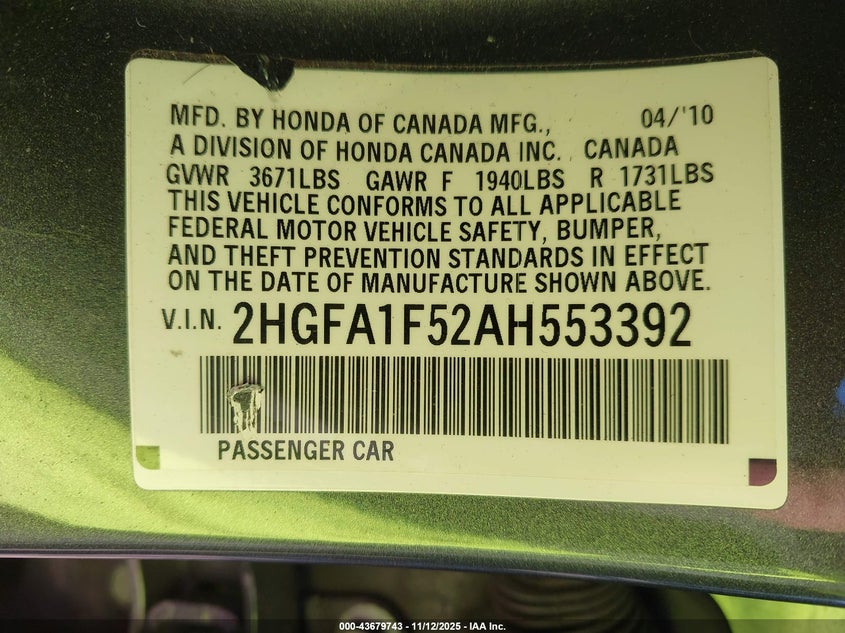 MFD. BY HONDA OF CANADA MFG., 04/'10
A DIVISION OF HONDA CANADA INC. CANADA
GVWR 3671LBS GAWR F 1940LBS R 1731LBS
THIS VEHICLE CONFORMS TO ALL APPLICABLE
FEDERAL MOTOR VEHICLE SAFETY, BUMPER,
AND THEFT PREVENTION STANDARDS IN EFFECT
ON THE DATE OF MANUFACTURE SHOWN ABOVE.
V.I.N. 2HGFA1F52AH553392
PASSENGER CAR
000-43679743 - 11/12/2025 - IAA Inc.